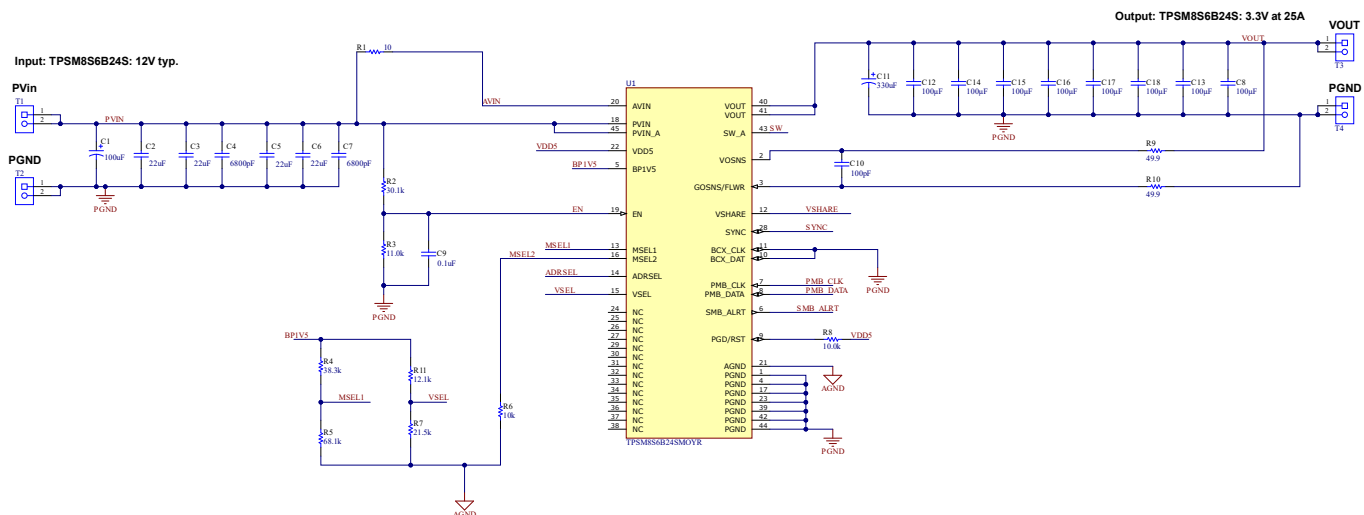 Output: TPSM8S6B24S: 3.3V at 25A
VOUT
Input: TPSM8S6B24S: 12V typ.
R1 10
VOUT
1
2
T3
PVin
T1
1
2
PVIN
AVIN
U1
C11
330uF
C12
100µF
C14
100µF
C15
100µF
C16
100µF
C17
100µF
C18
100µF
C13
100µF
C8
100µF
PGND
1
2
T4
PGND
C1
100uF
C2
22uF
C3
22uF
C4
6800pF
C5
22uF
C6
22uF
C7
6800pF
PGND
T2
1
2
PGND
20 AVIN
18 PVIN
45 PVIN_A
VDD5 22 VDD5
BP1V5 5 BP1V5
EN 19 EN
MSEL1 13 MSEL1
MSEL2 16 MSEL2
ADRSEL 14 ADRSEL
VSEL 15 VSEL
24 NC
25 NC
26 NC
27 NC
29 NC
30 NC
31 NC
32 NC
33 NC
34 NC
35 NC
36 NC
37 NC
38 NC
VOUT 40
VOUT 41
SW_A 43 SW
VOSNS 2
GOSNS/FLWR 3
VSHARE 12 VSHARE
SYNC 28 SYNC
BCX_CLK 11
BCX_DAT 10
PMB_CLK 7 PMB_CLK
PMB_DATA 8 PMB_DATA
SMB_ALRT 6 SMB_ALRT
PGD/RST 9
AGND 21
PGND 1
PGND 4
PGND 17
PGND 23
PGND 39
PGND 42
PGND 44
TPSM8S6B24SMOYR
C10
100pF
R9
49.9
R10
49.9
PGND
R8
10.0k
VDD5
AGND
PGND
R2
30.1k
R3
11.0k
C9
0.1uF
PGND
BP1V5
R4
38.3k
R11
12.1k
MSEL1
VSEL
R5
68.1k
R7
21.5k
R6
10k
AGND